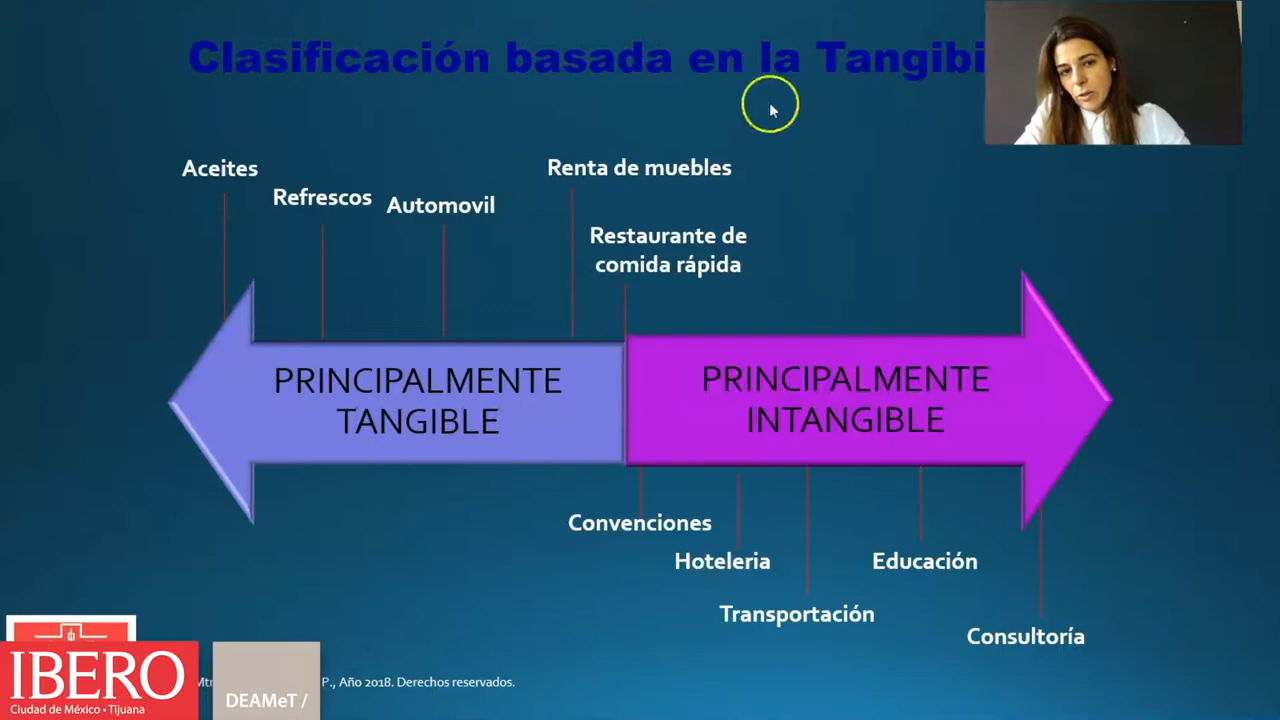 Clasificación basada en la
Aceites
Refrescos
Automovil
Renta de muebles
Restaurante de
comida rápida
PRINCIPALMENTE
TANGIBLE
PRINCIPALMENTE
INTANGIBLE
Convenciones
Hoteleria
Transportación
Educación
Consultoría
P., Año 2018. Derechos reservados.
IBERO
Ciudad de México • Tijuana
DEAMeT /